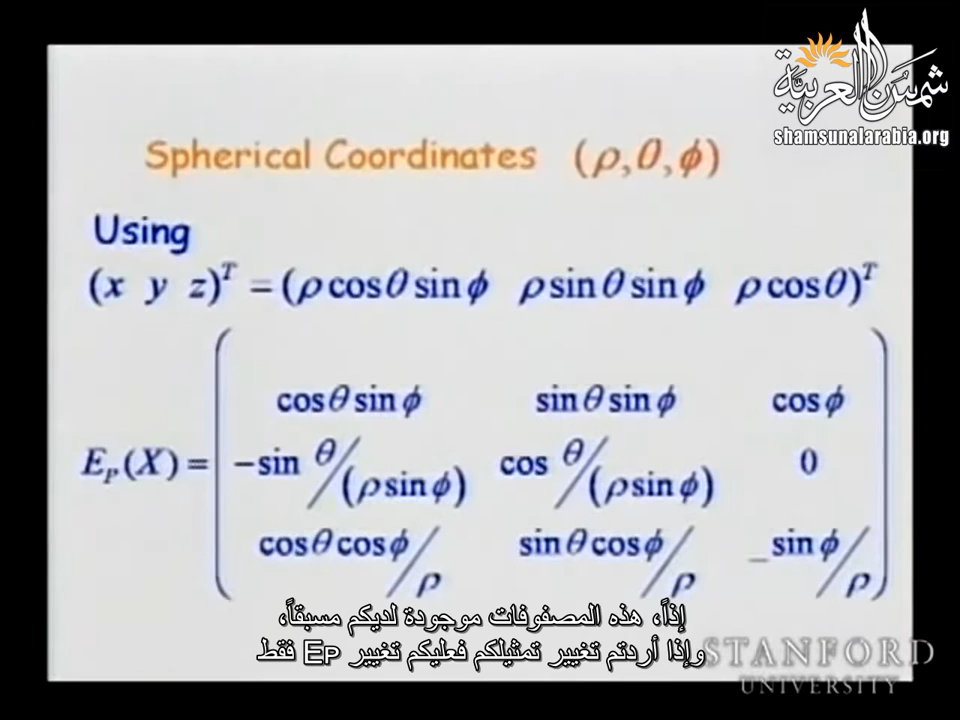 شمس العربية
shamsunalarabia.org
Spherical Coordinates (ρ,θ,ϕ)
Using
(x y z)^T = (ρ cosθ sinϕ ρ sinθ sinϕ ρ cosθ)^T
E_p(X) = ( cosθ sinϕ sinθ sinϕ cosϕ
−sin θ/(ρ sinϕ) cos θ/(ρ sinϕ) 0
cosθ cosϕ/ρ sinθ cosϕ/ρ −sinϕ/ρ )
إذاً، هذه المصفوفات موجودة لديكم مسبقاً،
وإذا أردتم تغيير تمثيلكم فعليكم تغيير EP فقط
STANFORD
UNIVERSITY